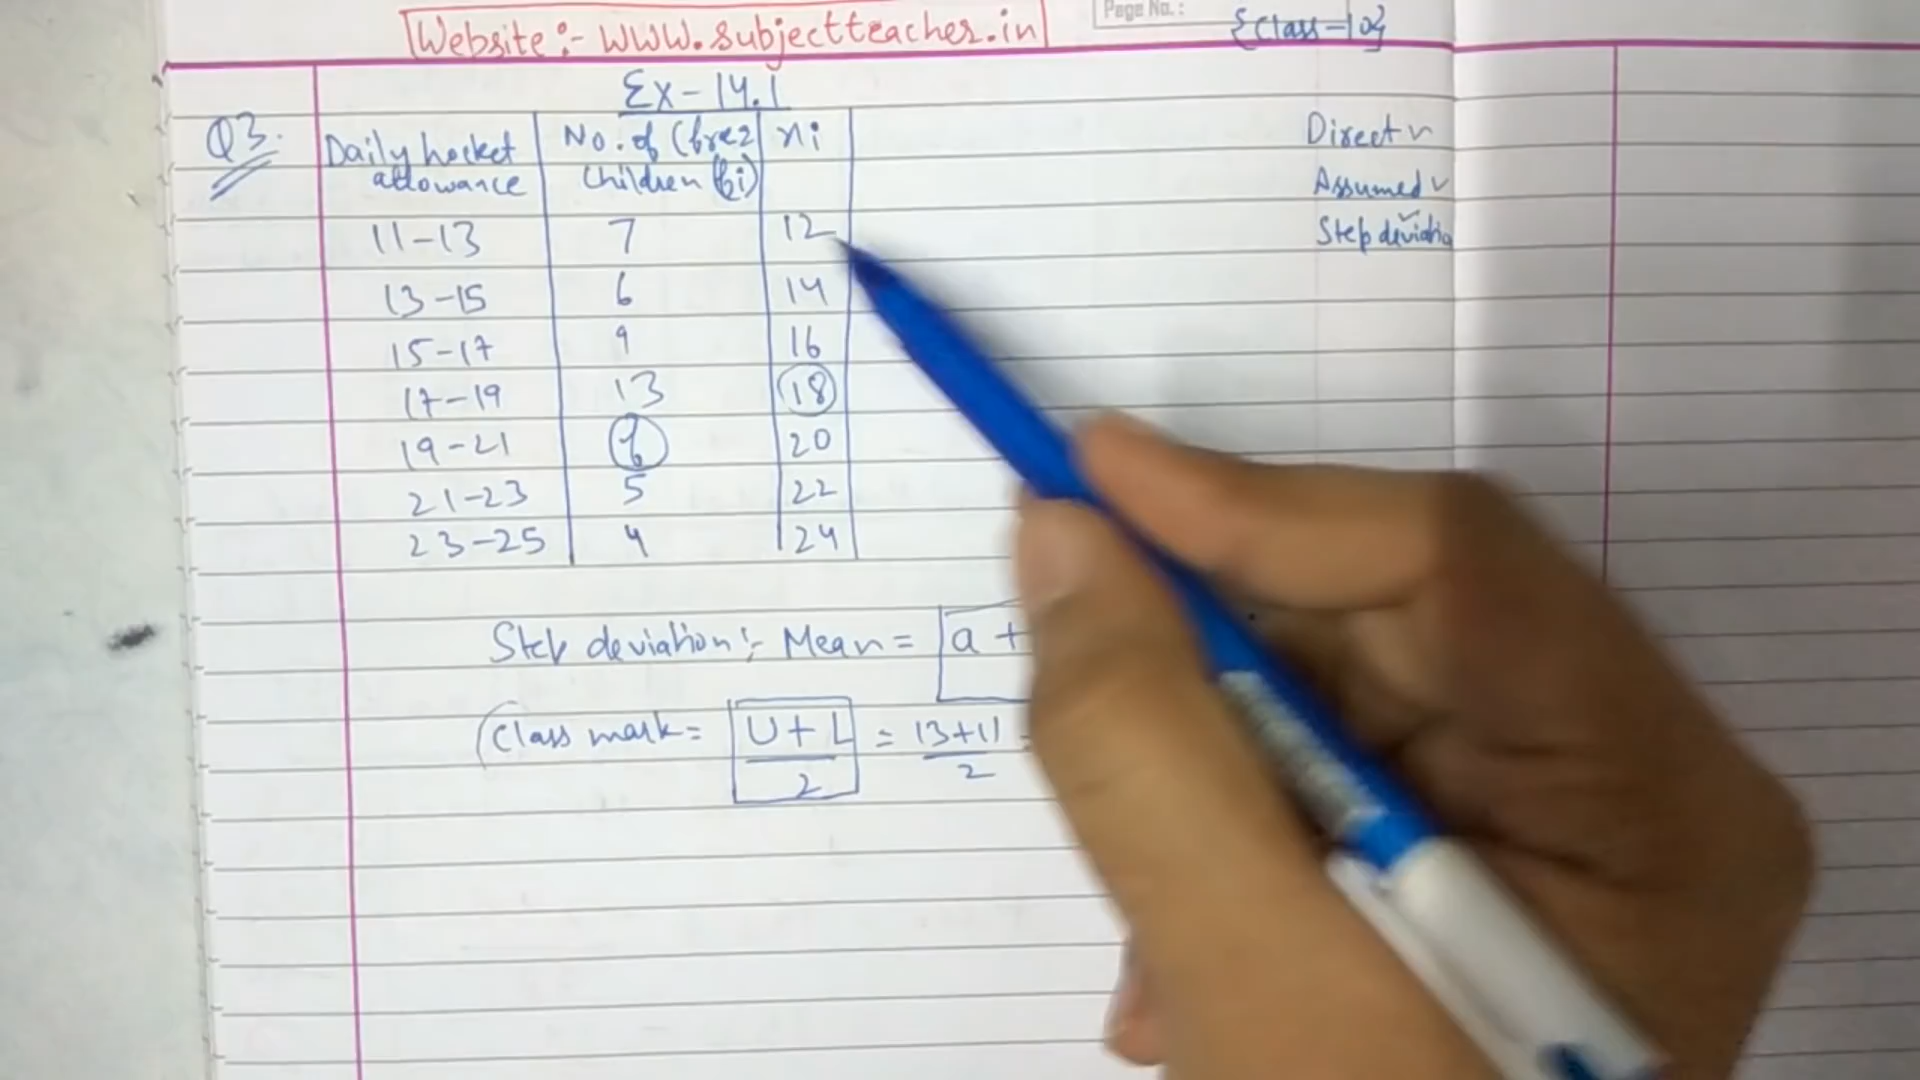 Website:- www.subjectteacher.in
Page No.:
{Class-10}
Ex-14.1
Q3.
Daily pocket allowance
No. of children (fi)
xi
Direct
Assumed
Step deviation
11-13 7 12
13-15 6 14
15-17 9 16
17-19 13 18
19-21 f 20
21-23 5 22
23-25 4 24
Step deviation:- Mean = a +
Class mark = U+L/2 = 13+11/2 =